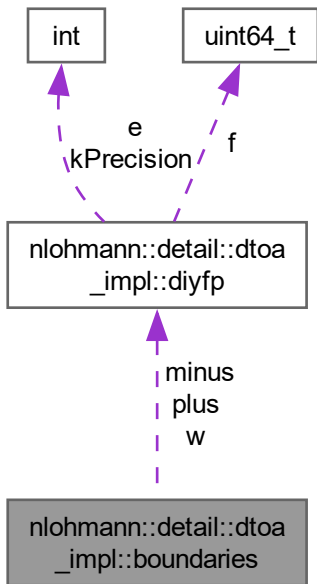 int
uint64_t
e
kPrecision
f
nlohmann::detail::dtoa
_impl::diyfp
minus
plus
w
nlohmann::detail::dtoa
_impl::boundaries